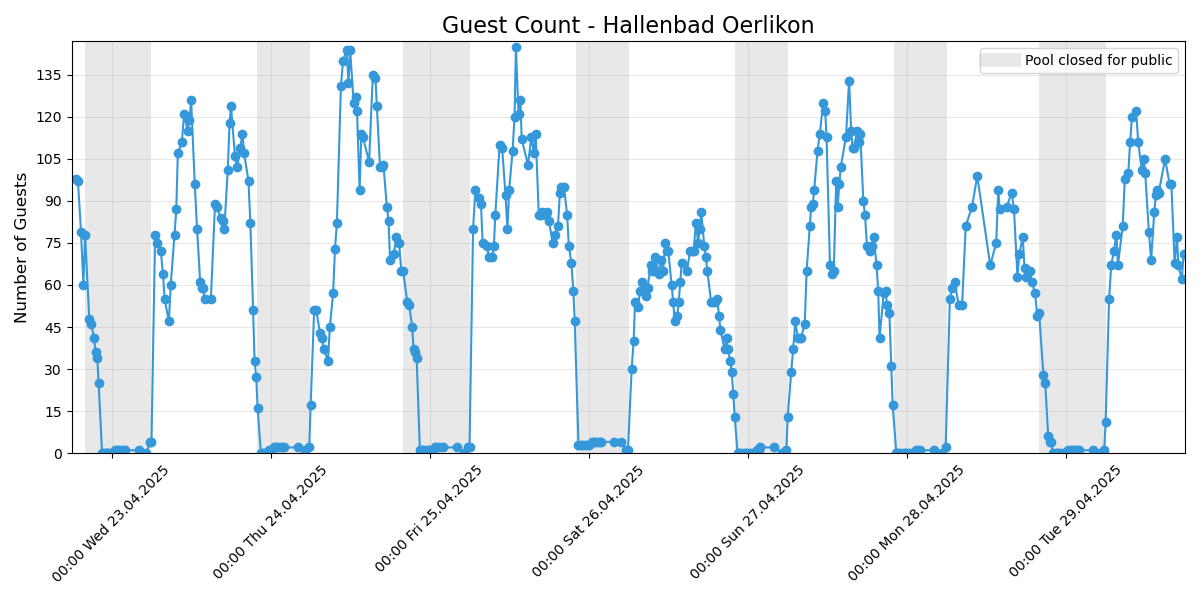 Guest Count - Hallenbad Oerlikon
Pool closed for public
Number of Guests
135
120
105
90
75
60
45
30
15
0
00:00 Wed 23.04.2025
00:00 Thu 24.04.2025
00:00 Fri 25.04.2025
00:00 Sat 26.04.2025
00:00 Sun 27.04.2025
00:00 Mon 28.04.2025
00:00 Tue 29.04.2025